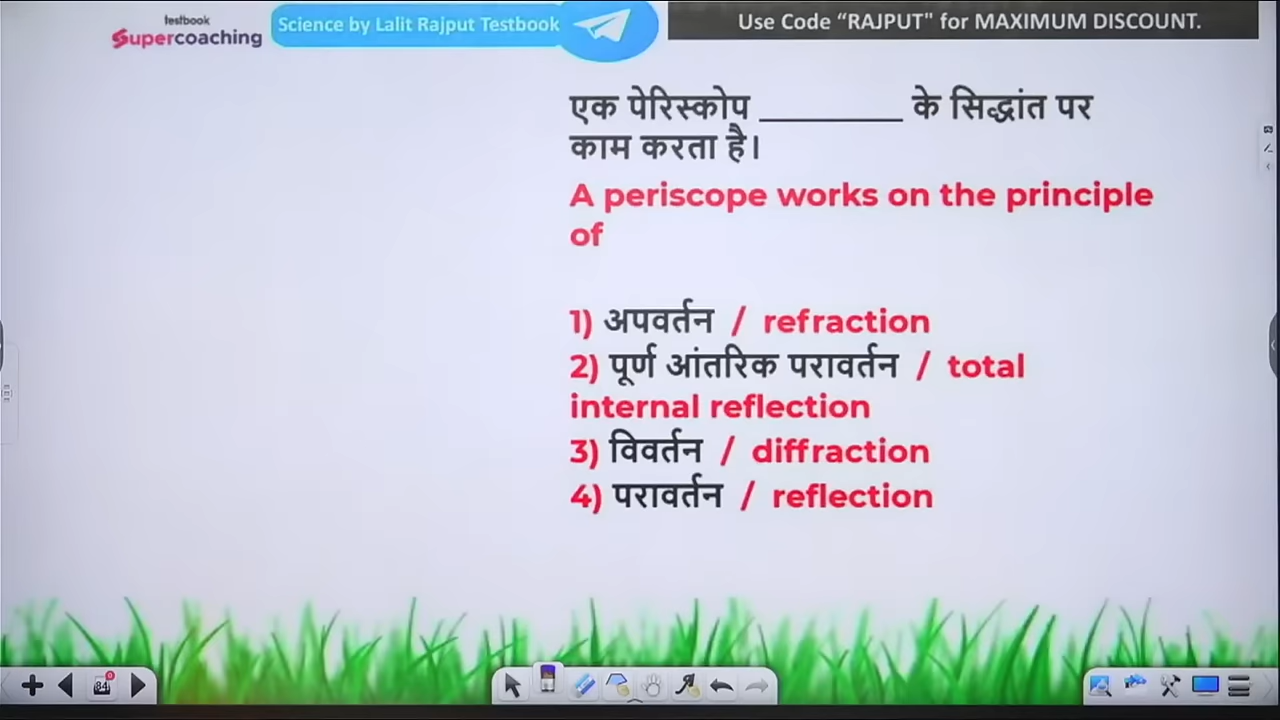 testbook
Supercoaching
Science by Lalit Rajput Testbook
Use Code “RAJPUT" for MAXIMUM DISCOUNT.
एक पेरिस्कोप _________ के सिद्धांत पर
काम करता है।
A periscope works on the principle
of
1) अपवर्तन / refraction
2) पूर्ण आंतरिक परावर्तन / total
internal reflection
3) विवर्तन / diffraction
4) परावर्तन / reflection
84